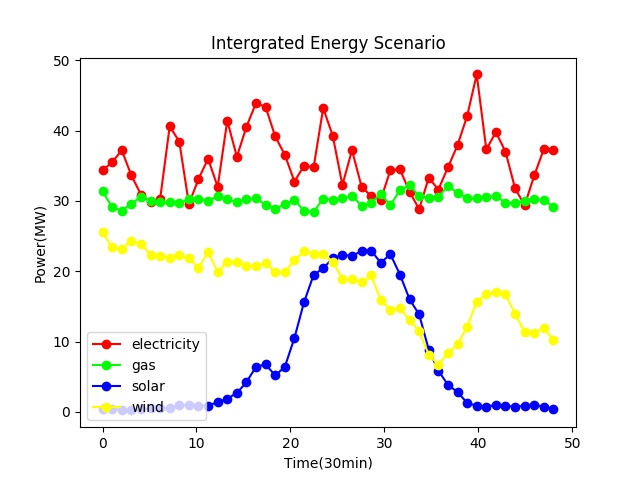 Intergrated Energy Scenario
Power(MW)
50
40
30
20
10
0
electricity
gas
solar
wind
0 10 20 30 40 50
Time(30min)